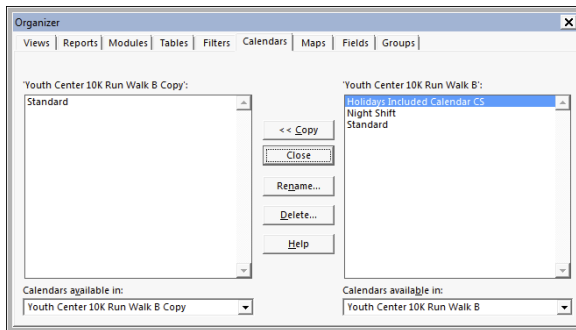 Organizer
Views Reports Modules Tables Filters Calendars Maps Fields Groups
'Youth Center 10K Run Walk B Copy':
Standard
<< Copy
Close
Rename...
Delete...
Help
'Youth Center 10K Run Walk B':
Holidays Included Calendar CS
Night Shift
Standard
Calendars available in:
Youth Center 10K Run Walk B Copy
Calendars available in:
Youth Center 10K Run Walk B